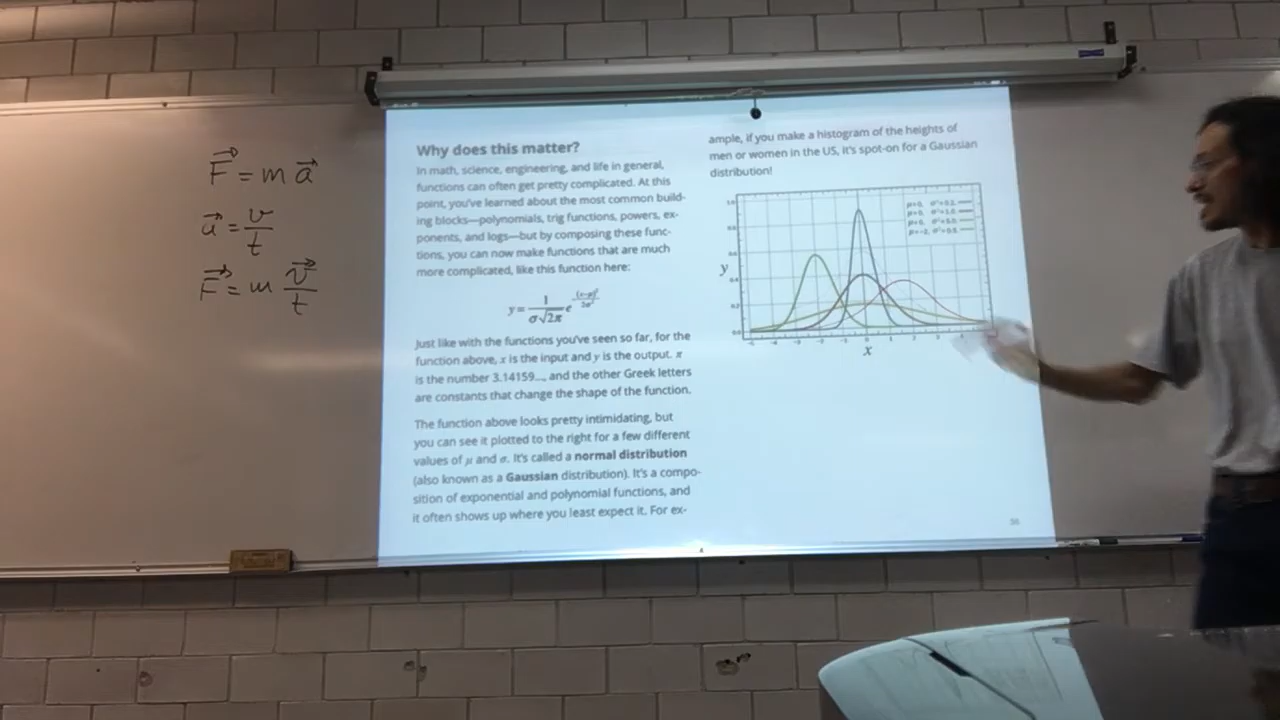 F⃗ = m a⃗
a⃗ = v/t
F⃗ = m v⃗/t
Why does this matter?
In math, science, engineering, and life in general,
functions can often get pretty complicated. At this
point, you've learned about the most common build-
ing blocks—polynomials, trig functions, powers, ex-
ponents, and logs—but by composing these func-
tions, you can now make functions that are much
more complicated, like this function here:
y = 1/(σ√2π) e^(-(x-μ)²/2σ²)
Just like with the functions you've seen so far, for the
function above, x is the input and y is the output. π
is the number 3.14159..., and the other Greek letters
are constants that change the shape of the function.
The function above looks pretty intimidating, but
you can see it plotted to the right for a few different
values of μ and σ. It's called a normal distribution
(also known as a Gaussian distribution). It's a compo-
sition of exponential and polynomial functions, and
it often shows up where you least expect it. For ex-
ample, if you make a histogram of the heights of
men or women in the US, it's spot-on for a Gaussian
distribution!
y
x